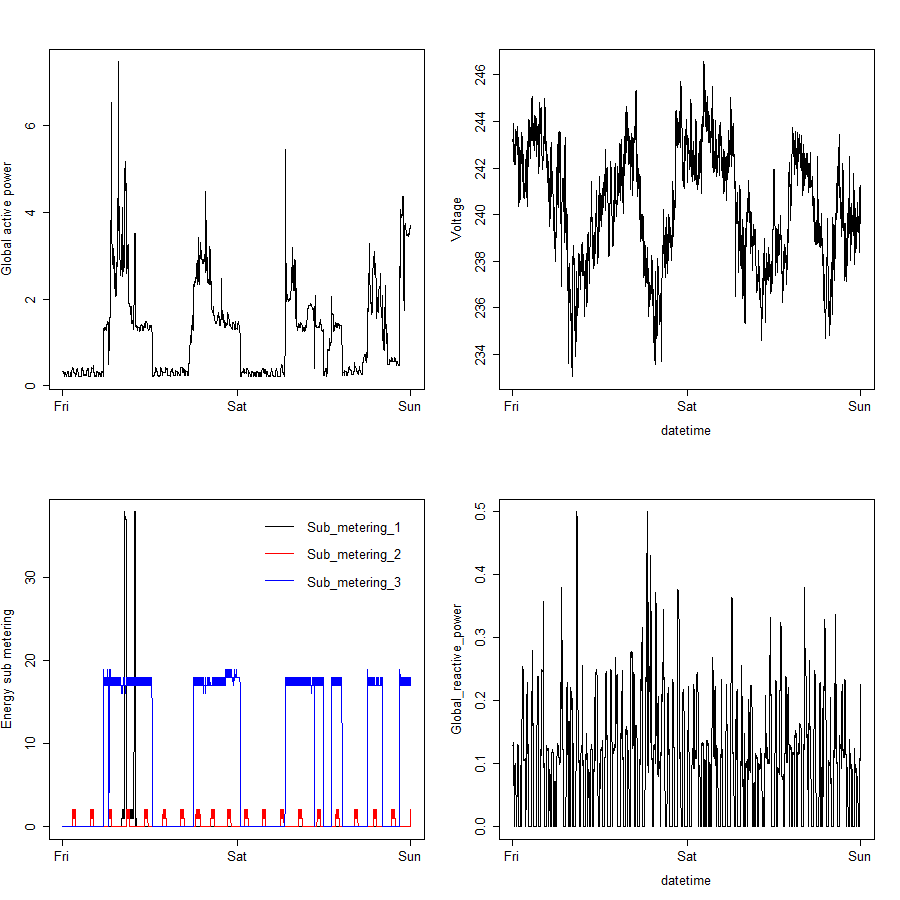 Global active power
0
2
4
6
Fri
Sat
Sun
Voltage
234
236
238
240
242
244
246
Fri
Sat
Sun
datetime
Energy sub metering
0
10
20
30
Sub_metering_1
Sub_metering_2
Sub_metering_3
Fri
Sat
Sun
Global_reactive_power
0.0
0.1
0.2
0.3
0.4
0.5
Fri
Sat
Sun
datetime